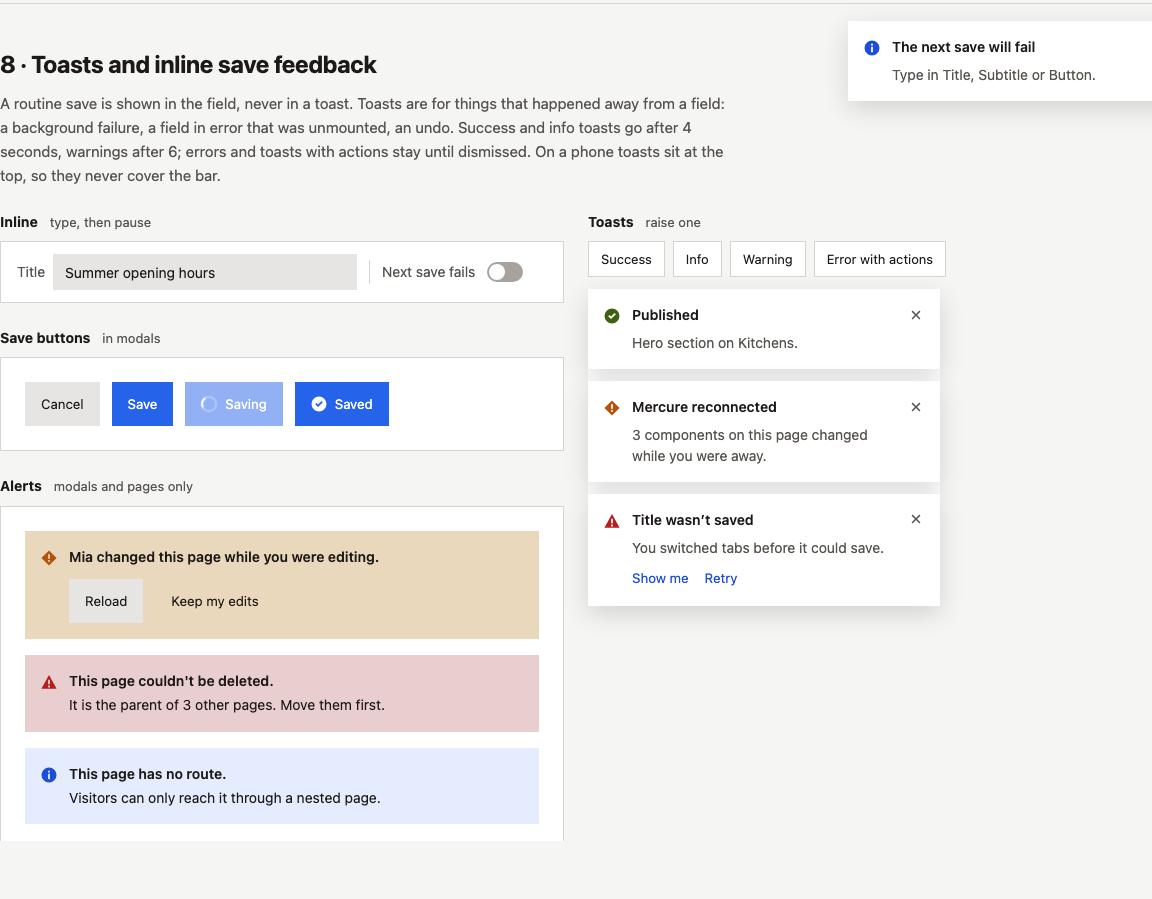 The next save will fail
Type in Title, Subtitle or Button.
8 · Toasts and inline save feedback
A routine save is shown in the field, never in a toast. Toasts are for things that happened away from a field:
a background failure, a field in error that was unmounted, an undo. Success and info toasts go after 4
seconds, warnings after 6; errors and toasts with actions stay until dismissed. On a phone toasts sit at the
top, so they never cover the bar.
Inline type, then pause
Title Summer opening hours Next save fails
Save buttons in modals
Cancel Save Saving Saved
Alerts modals and pages only
Mia changed this page while you were editing.
Reload Keep my edits
This page couldn't be deleted.
It is the parent of 3 other pages. Move them first.
This page has no route.
Visitors can only reach it through a nested page.
Toasts raise one
Success Info Warning Error with actions
Published
Hero section on Kitchens.
Mercure reconnected
3 components on this page changed
while you were away.
Title wasn’t saved
You switched tabs before it could save.
Show me Retry